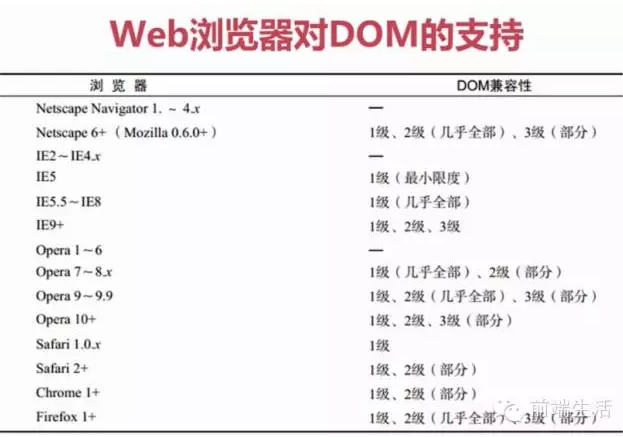 Web浏览器对DOM的支持
浏览器 DOM兼容性
Netscape Navigator 1. ~ 4.x —
Netscape 6+（Mozilla 0.6.0+） 1级、2级（几乎全部）、3级（部分）
IE2～IE4.x —
IE5 1级（最小限度）
IE5.5～IE8 1级（几乎全部）
IE9+ 1级、2级、3级
Opera 1～6 —
Opera 7～8.x 1级（几乎全部）、2级（部分）
Opera 9～9.9 1级、2级（几乎全部）、3级（部分）
Opera 10+ 1级、2级、3级（部分）
Safari 1.0.x 1级
Safari 2+ 1级、2级（部分）
Chrome 1+ 1级、2级（部分）
Firefox 1+ 1级、2级（几乎全部）、3级（部分）
前端生活